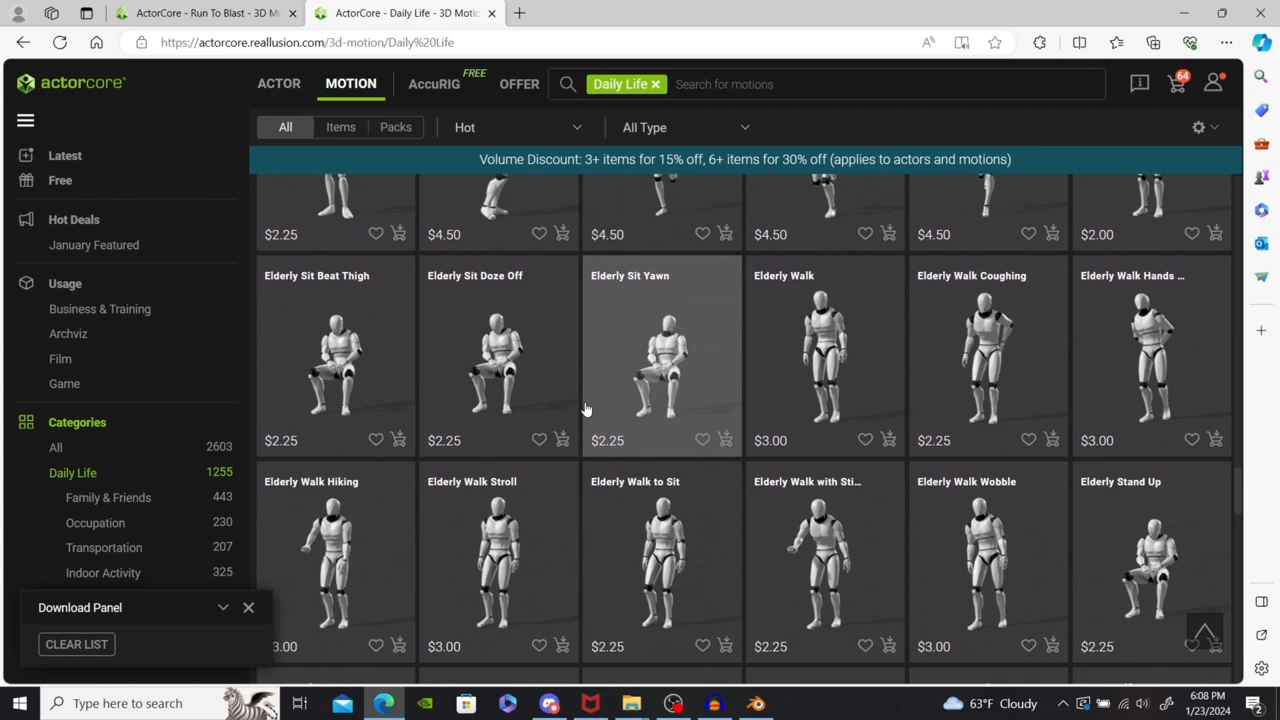 ActorCore - Run To Blast - 3D Mo
ActorCore - Daily Life - 3D Motio
https://actorcore.reallusion.com/3d-motion/Daily%20Life
actorcore
ACTOR
MOTION
AccuRIG FREE
OFFER
Daily Life
Search for motions
64
All Items Packs
Hot
All Type
Volume Discount: 3+ items for 15% off, 6+ items for 30% off (applies to actors and motions)
Latest
Free
Hot Deals
January Featured
Usage
Business & Training
Archviz
Film
Game
Categories
All 2603
Daily Life 1255
Family & Friends 443
Occupation 230
Transportation 207
Indoor Activity 325
Download Panel
CLEAR LIST
$2.25 $4.50 $4.50 $4.50 $4.50 $2.00
Elderly Sit Beat Thigh
Elderly Sit Doze Off
Elderly Sit Yawn
Elderly Walk
Elderly Walk Coughing
Elderly Walk Hands ...
$2.25 $2.25 $2.25 $3.00 $2.25 $3.00
Elderly Walk Hiking
Elderly Walk Stroll
Elderly Walk to Sit
Elderly Walk with Sti...
Elderly Walk Wobble
Elderly Stand Up
3.00 $3.00 $2.25 $2.25 $3.00 $2.25
Type here to search
63°F Cloudy
6:08 PM
1/23/2024
2